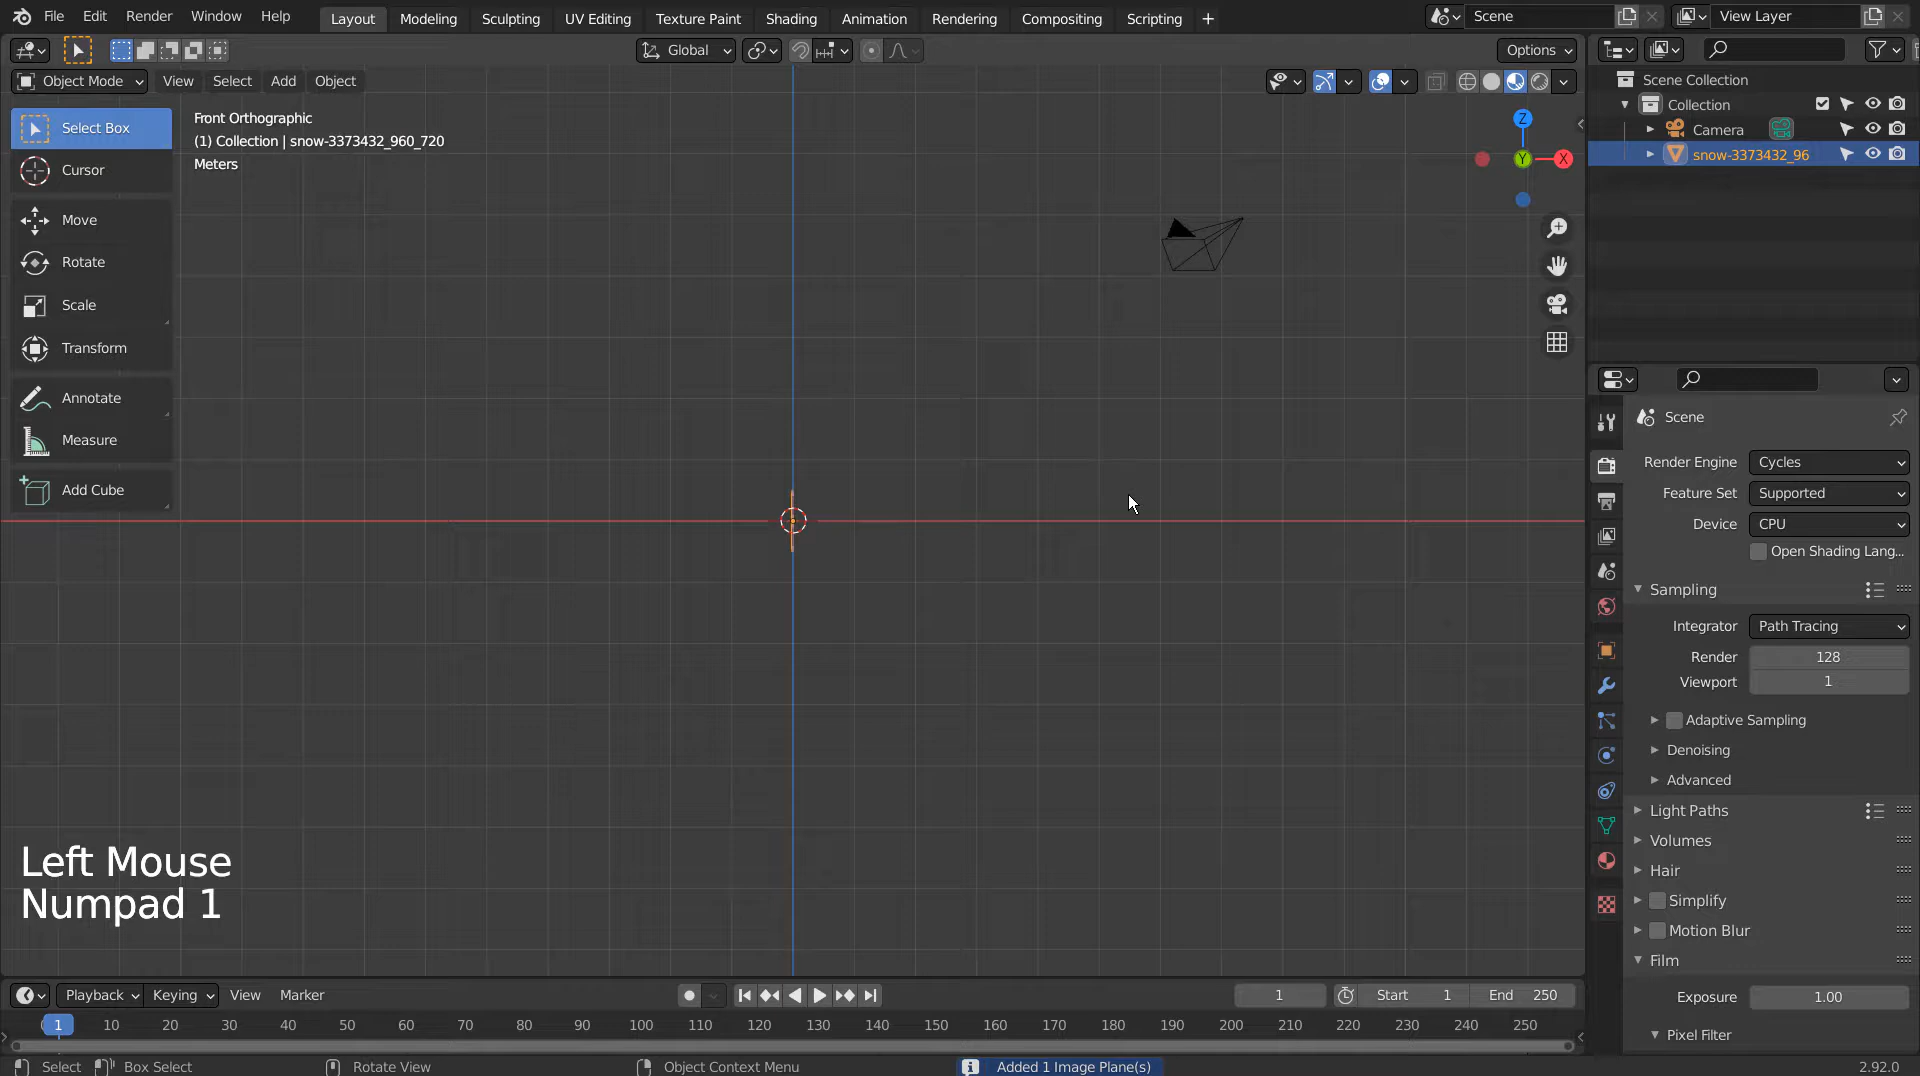 File Edit Render Window Help Layout Modeling Sculpting UV Editing Texture Paint Shading Animation Rendering Compositing Scripting + Scene View Layer
Global Options
Object Mode View Select Add Object
Select Box
Cursor
Move
Rotate
Scale
Transform
Annotate
Measure
Add Cube
Front Orthographic
(1) Collection | snow-3373432_960_720
Meters
Z
Y
X
Scene Collection
Collection
Camera
snow-3373432_96
Scene
Render Engine Cycles
Feature Set Supported
Device CPU
Open Shading Lang...
Sampling
Integrator Path Tracing
Render 128
Viewport 1
Adaptive Sampling
Denoising
Advanced
Light Paths
Volumes
Hair
Simplify
Motion Blur
Film
Exposure 1.00
Pixel Filter
Left Mouse
Numpad 1
Playback Keying View Marker 1 Start 1 End 250
1 10 20 30 40 50 60 70 80 90 100 110 120 130 140 150 160 170 180 190 200 210 220 230 240 250
Select Box Select Rotate View Object Context Menu Added 1 Image Plane(s) 2.92.0